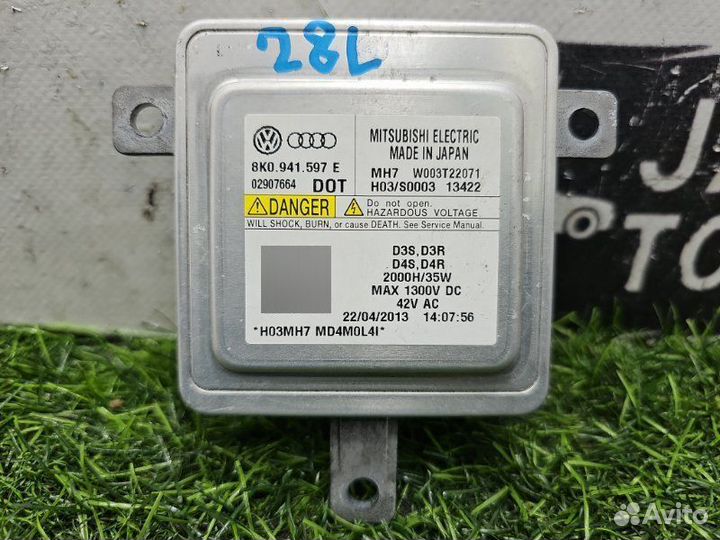 28L
MITSUBISHI ELECTRIC
MADE IN JAPAN
8K0.941.597 E
02907664 DOT
MH7 W003T22071
H03/S0003 13422
DANGER
Do not open.
HAZARDOUS VOLTAGE
WILL SHOCK, BURN, or cause DEATH. See Service Manual.
D3S,D3R
D4S,D4R
2000H/35W
MAX 1300V DC
42V AC
22/04/2013 14:07:56
*H03MH7 MD4M0L4I*
JA
TO
Avito